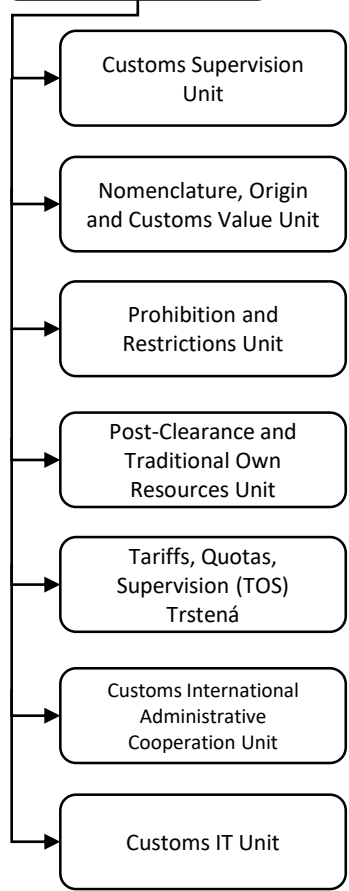 Customs Supervision
Unit
Nomenclature, Origin
and Customs Value Unit
Prohibition and
Restrictions Unit
Post-Clearance and
Traditional Own
Resources Unit
Tariffs, Quotas,
Supervision (TOS)
Trstená
Customs International
Administrative
Cooperation Unit
Customs IT Unit